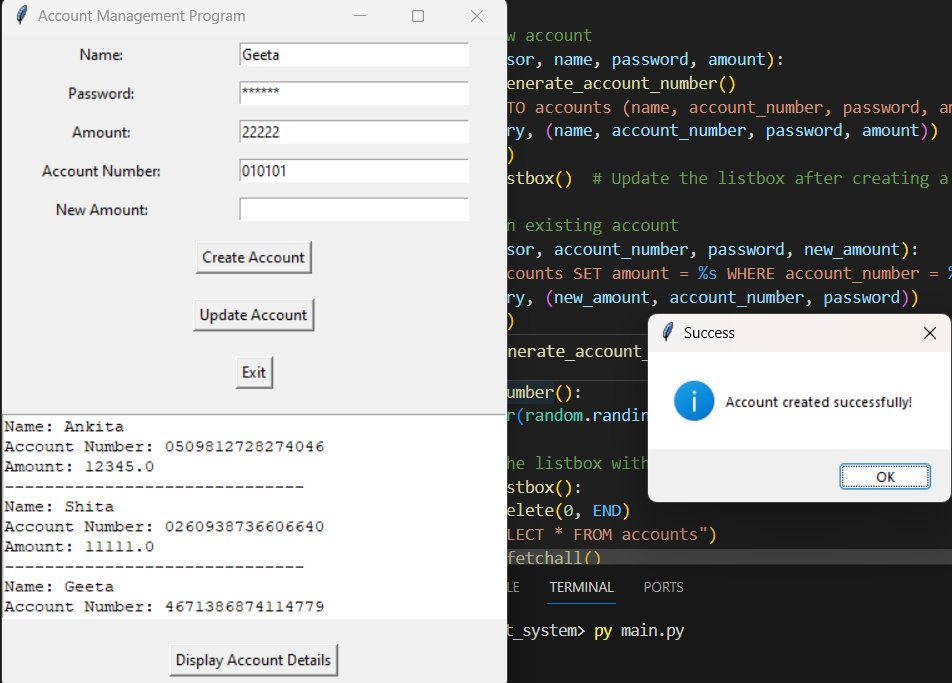 Account Management Program
Name: Geeta
Password: ******
Amount: 22222
Account Number: 010101
New Amount:
Create Account
Update Account
Exit
Name: Ankita
Account Number: 0509812728274046
Amount: 12345.0
------------------------------
Name: Shita
Account Number: 0260938736606640
Amount: 11111.0
------------------------------
Name: Geeta
Account Number: 4671386874114779
Display Account Details
w account
sor, name, password, amount):
enerate_account_number()
TO accounts (name, account_number, password, am
ry, (name, account_number, password, amount))
)
stbox()  # Update the listbox after creating a
n existing account
sor, account_number, password, new_amount):
counts SET amount = %s WHERE account_number = %
ry, (new_amount, account_number, password))
)
nerate_account_
umber():
r(random.randin
he listbox with
stbox():
elete(0, END)
LECT * FROM accounts")
fetchall()
Success
Account created successfully!
OK
LE TERMINAL PORTS
t_system> py main.py